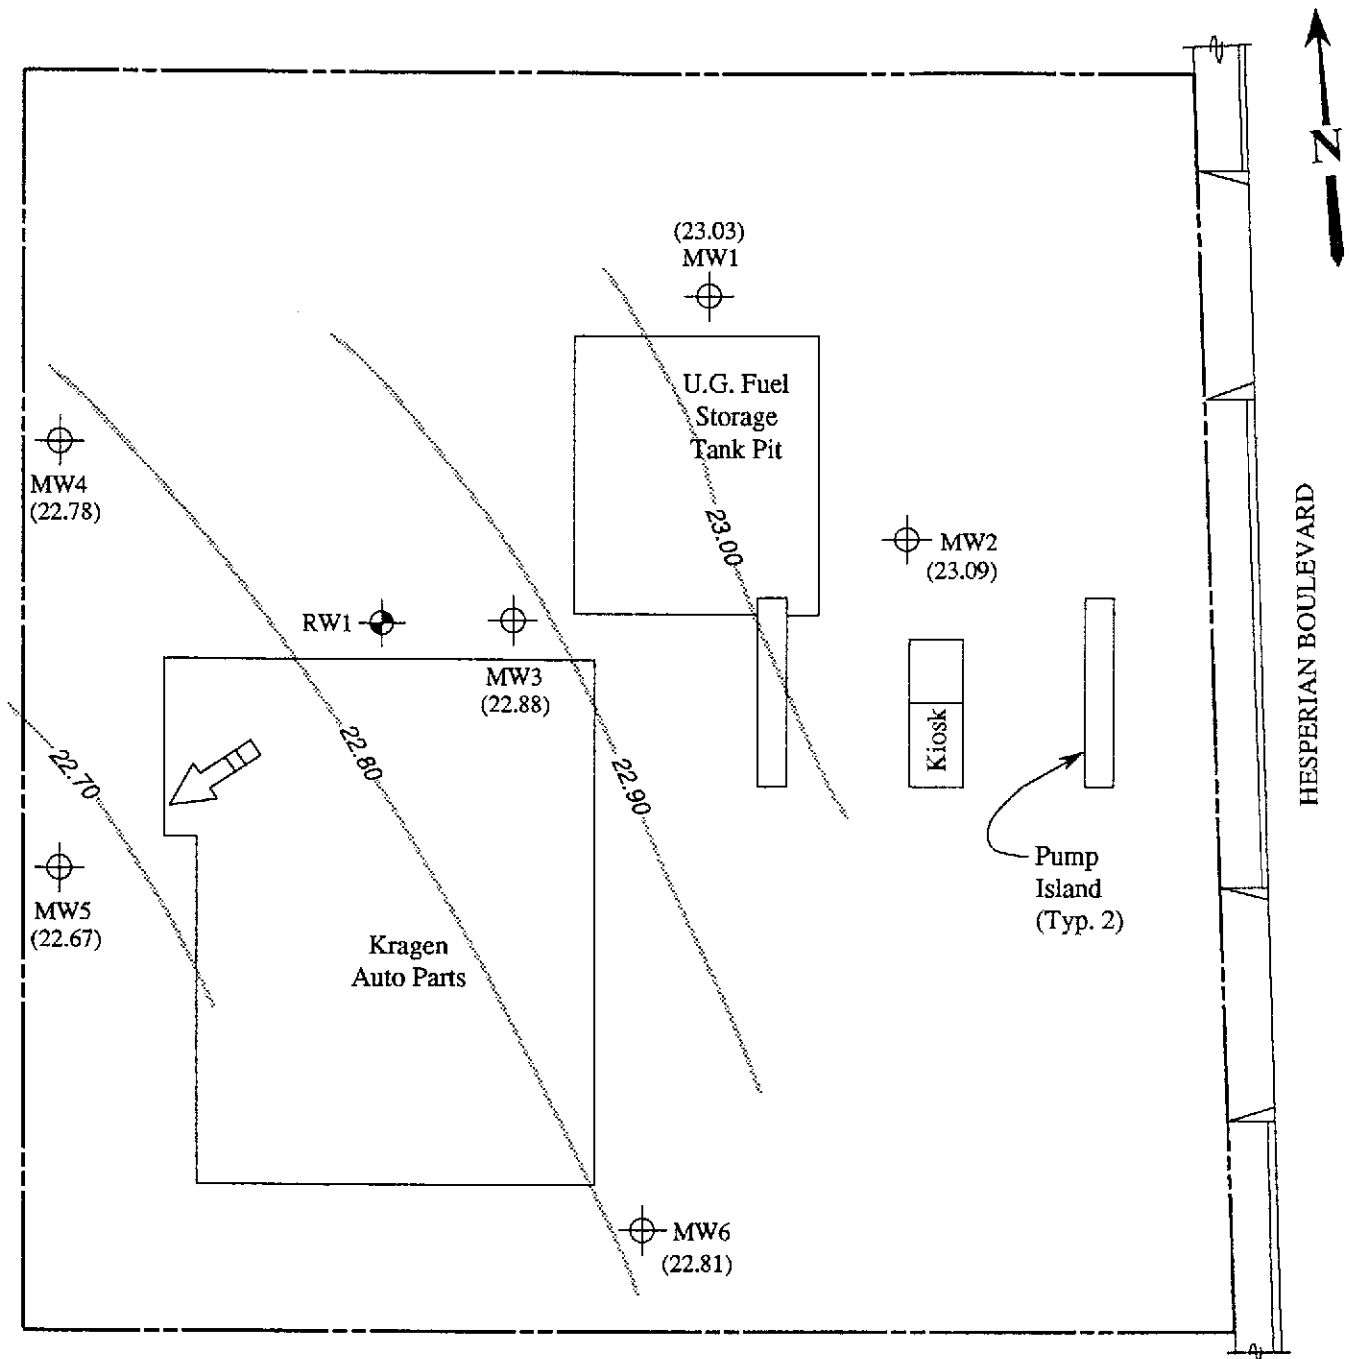 N
(23.03)
MW1
U.G. Fuel
Storage
Tank Pit
MW4
(22.78)
23.00
MW2
(23.09)
HESPERIAN BOULEVARD
RW1
MW3
(22.88)
22.70
22.80
22.90
Kiosk
Pump
Island
(Typ. 2)
MW5
(22.67)
Kragen
Auto Parts
MW6
(22.81)